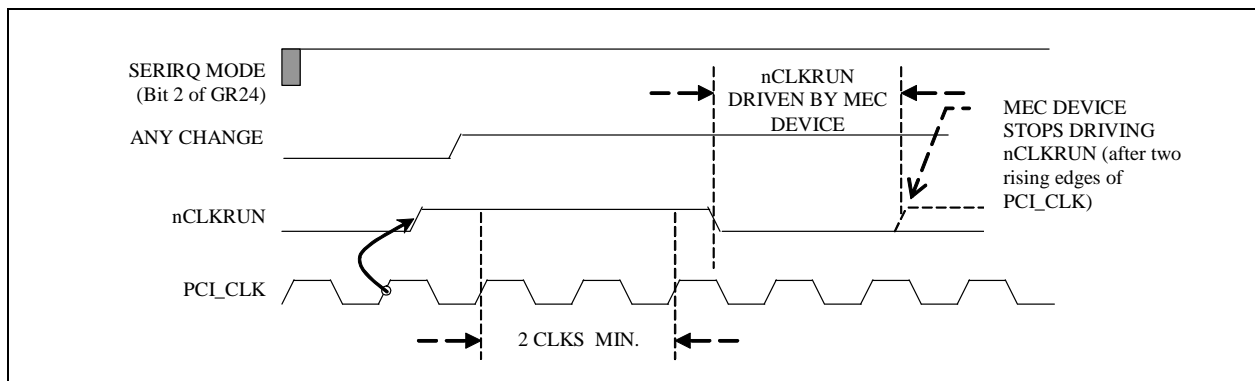 SERIRQ MODE
(Bit 2 of GR24)
nCLKRUN
DRIVEN BY MEC
DEVICE
MEC DEVICE
STOPS DRIVING
nCLKRUN (after two
rising edges of
PCI_CLK)
ANY CHANGE
nCLKRUN
PCI_CLK
2 CLKS MIN.